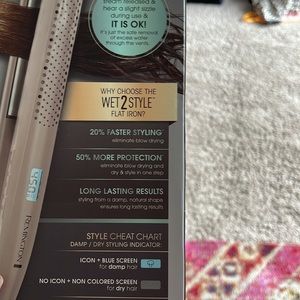 steam released &
hear a slight sizzle
during use &
IT IS OK!
it's just the safe removal
of excess water
through the vents.
WHY CHOOSE THE
WET2STYLE™
FLAT IRON?
20% FASTER STYLING*
eliminate blow drying
50% MORE PROTECTION**
eliminate blow drying and
dry & style in one step
LONG LASTING RESULTS
styling from a damp, natural shape
ensures long lasting results
STYLE CHEAT CHART
DAMP / DRY STYLING INDICATOR:
ICON + BLUE SCREEN
for damp hair
NO ICON + NON COLORED SCREEN
for dry hair
REMINGTON